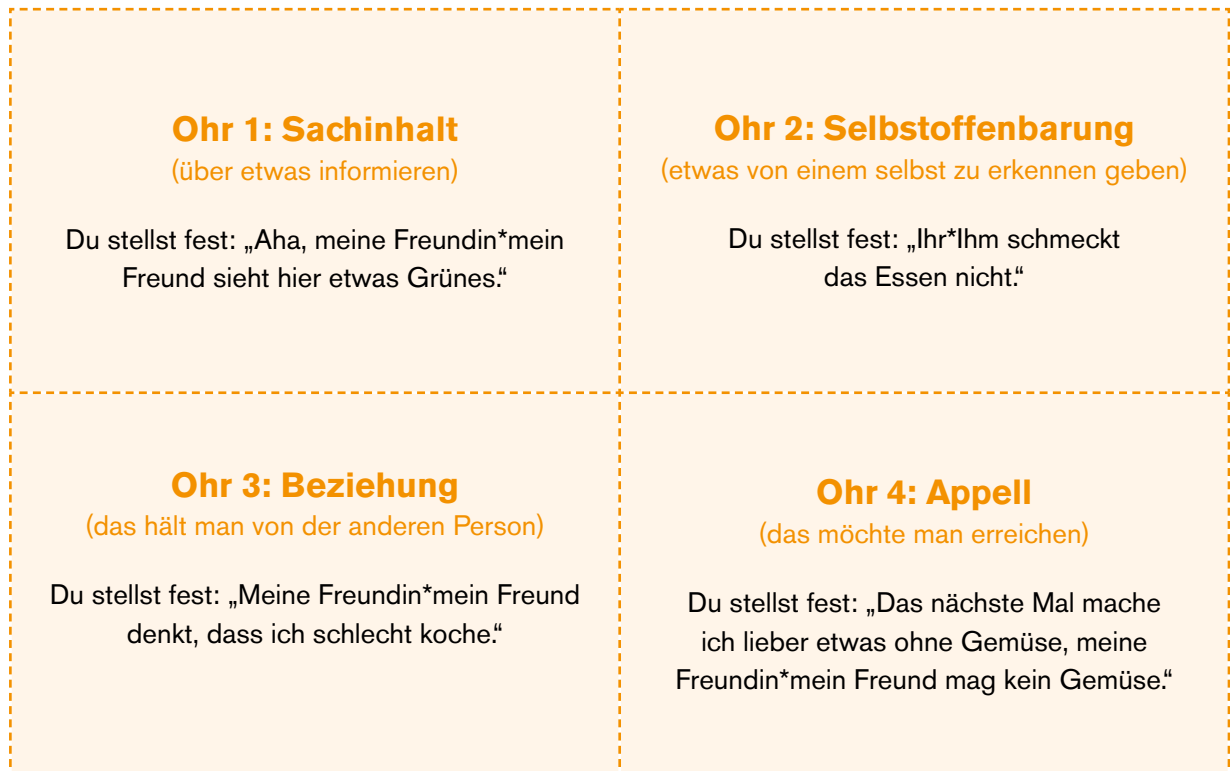 Ohr 1: Sachinhalt
(über etwas informieren)
Du stellst fest: „Aha, meine Freundin*mein
Freund sieht hier etwas Grünes.“
Ohr 2: Selbstoffenbarung
(etwas von einem selbst zu erkennen geben)
Du stellst fest: „Ihr*Ihm schmeckt
das Essen nicht.“
Ohr 3: Beziehung
(das hält man von der anderen Person)
Du stellst fest: „Meine Freundin*mein Freund
denkt, dass ich schlecht koche.“
Ohr 4: Appell
(das möchte man erreichen)
Du stellst fest: „Das nächste Mal mache
ich lieber etwas ohne Gemüse, meine
Freundin*mein Freund mag kein Gemüse.“